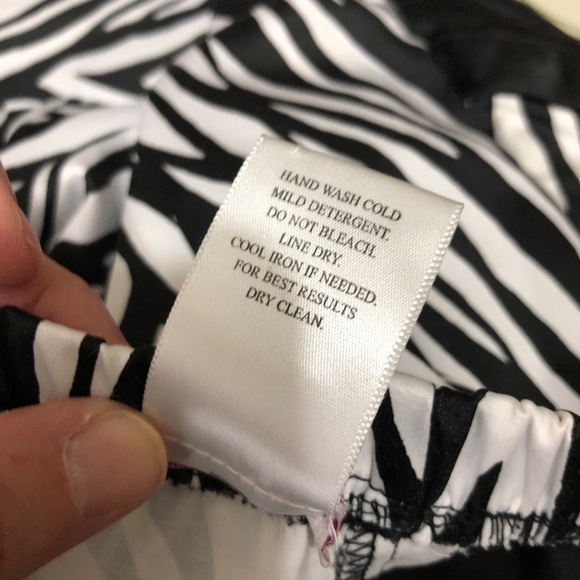 HAND WASH COLD
MILD DETERGENT.
DO NOT BLEACH.
LINE DRY.
COOL IRON IF NEEDED.
FOR BEST RESULTS
DRY CLEAN.